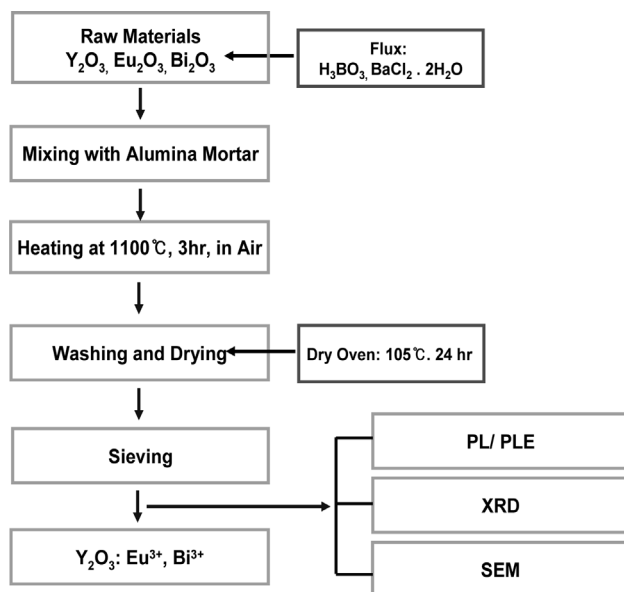 Raw Materials
Y₂O₃, Eu₂O₃, Bi₂O₃
Flux:
H₃BO₃, BaCl₂ . 2H₂O
Mixing with Alumina Mortar
Heating at 1100℃, 3hr, in Air
Washing and Drying
Dry Oven: 105℃. 24 hr
Sieving
PL/ PLE
XRD
SEM
Y₂O₃: Eu³⁺, Bi³⁺